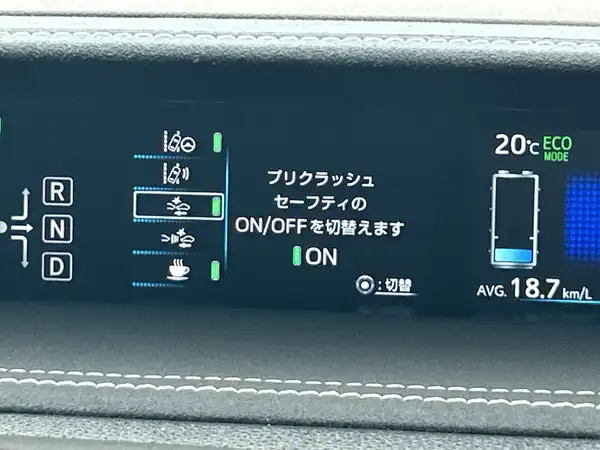 R
N
D
プリクラッシュ
セーフティの
ON/OFFを切替えます
ON
:切替
20℃ ECO
MODE
AVG. 18.7 km/L